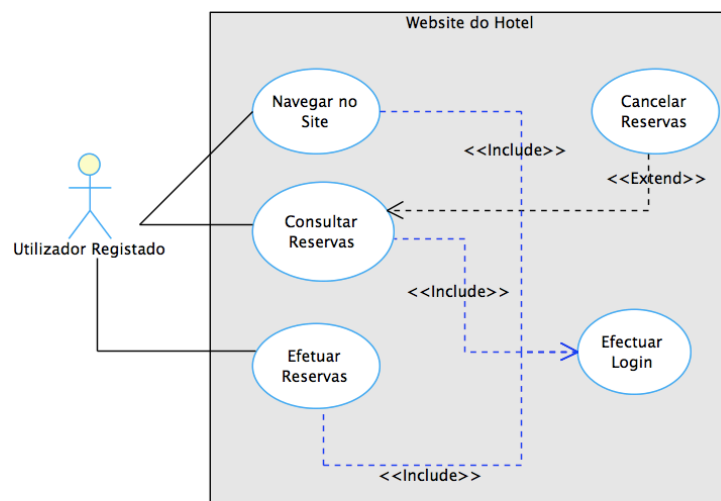 Website do Hotel
Navegar no
Site
Cancelar
Reservas
<<Include>>
<<Extend>>
Consultar
Reservas
Utilizador Registado
<<Include>>
Efetuar
Reservas
Efectuar
Login
<<Include>>